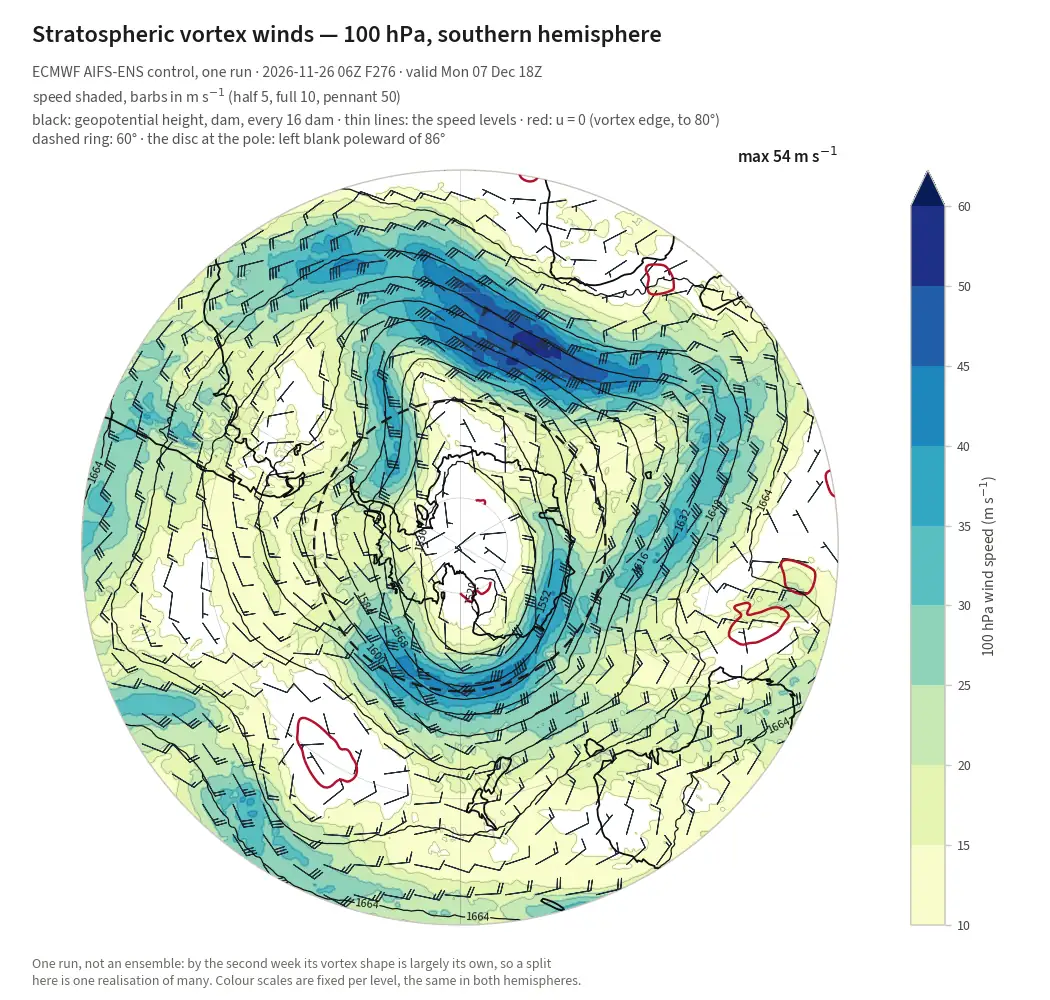 Stratospheric vortex winds — 100 hPa, southern hemisphere
ECMWF AIFS-ENS control, one run · 2026-11-26 06Z F276 · valid Mon 07 Dec 18Z
speed shaded, barbs in m s⁻¹ (half 5, full 10, pennant 50)
black: geopotential height, dam, every 16 dam · thin lines: the speed levels · red: u = 0 (vortex edge, to 80°)
dashed ring: 60° · the disc at the pole: left blank poleward of 86°
max 54 m s⁻¹
60
50
45
40
35
30
25
20
15
10
100 hPa wind speed (m s⁻¹)
1664
1664
1648
1632
1616
1552
1568
1600
1664
1664
1664
One run, not an ensemble: by the second week its vortex shape is largely its own, so a split
here is one realisation of many. Colour scales are fixed per level, the same in both hemispheres.